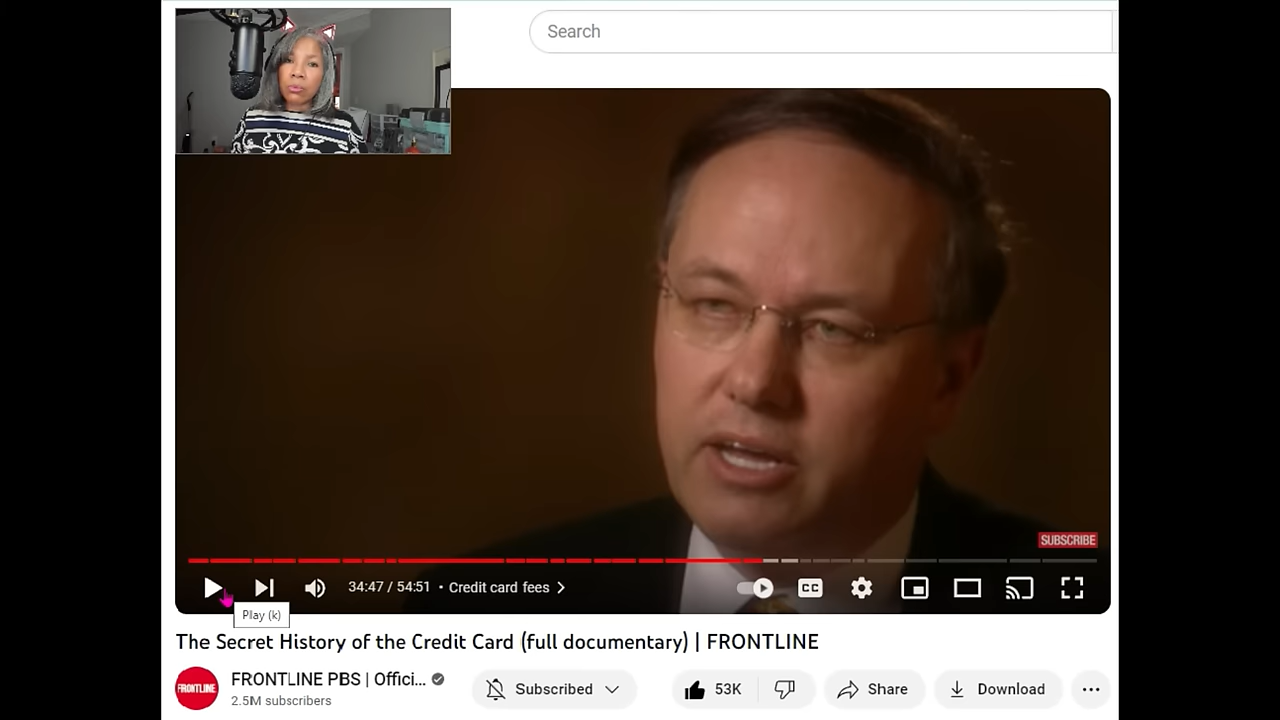 Search
SUBSCRIBE
34:47 / 54:51 • Credit card fees
CC
Play (k)
The Secret History of the Credit Card (full documentary) | FRONTLINE
FRONTLINE
FRONTLINE PBS | Offici...
2.5M subscribers
Subscribed
53K
Share
Download